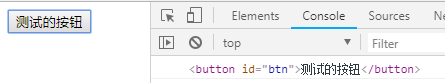 测试的按钮
Elements Console Sources Ne
top Filter
<button id="btn">测试的按钮</button>